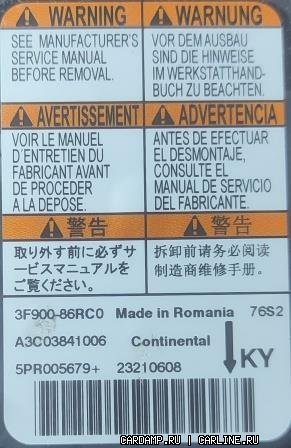 ⚠ WARNING
SEE MANUFACTURER'S
SERVICE MANUAL
BEFORE REMOVAL.
⚠ WARNUNG
VOR DEM AUSBAU
SIND DIE HINWEISE
IM WERKSTATTHAND-
BUCH ZU BEACHTEN.
⚠ AVERTISSEMENT
VOIR LE MANUEL
D'ENTRETIEN DU
FABRICANT AVANT
DE PROCEDER
A LA DEPOSE.
⚠ ADVERTENCIA
ANTES DE EFECTUAR
EL DESMONTAJE,
CONSULTE EL
MANUAL DE SERVICIO
DEL FABRICANTE.
⚠ 警告
取り外す前に必ずサ
ービスマニュアルを
ご覧ください。
⚠ 警告
拆卸前请务必阅读
制造商维修手册。
3F900-86RC0 Made in Romania 76S2
A3C03841006 Continental
5PR005679+ 23210608 KY
CARDAMP.RU | CARLINE.RU